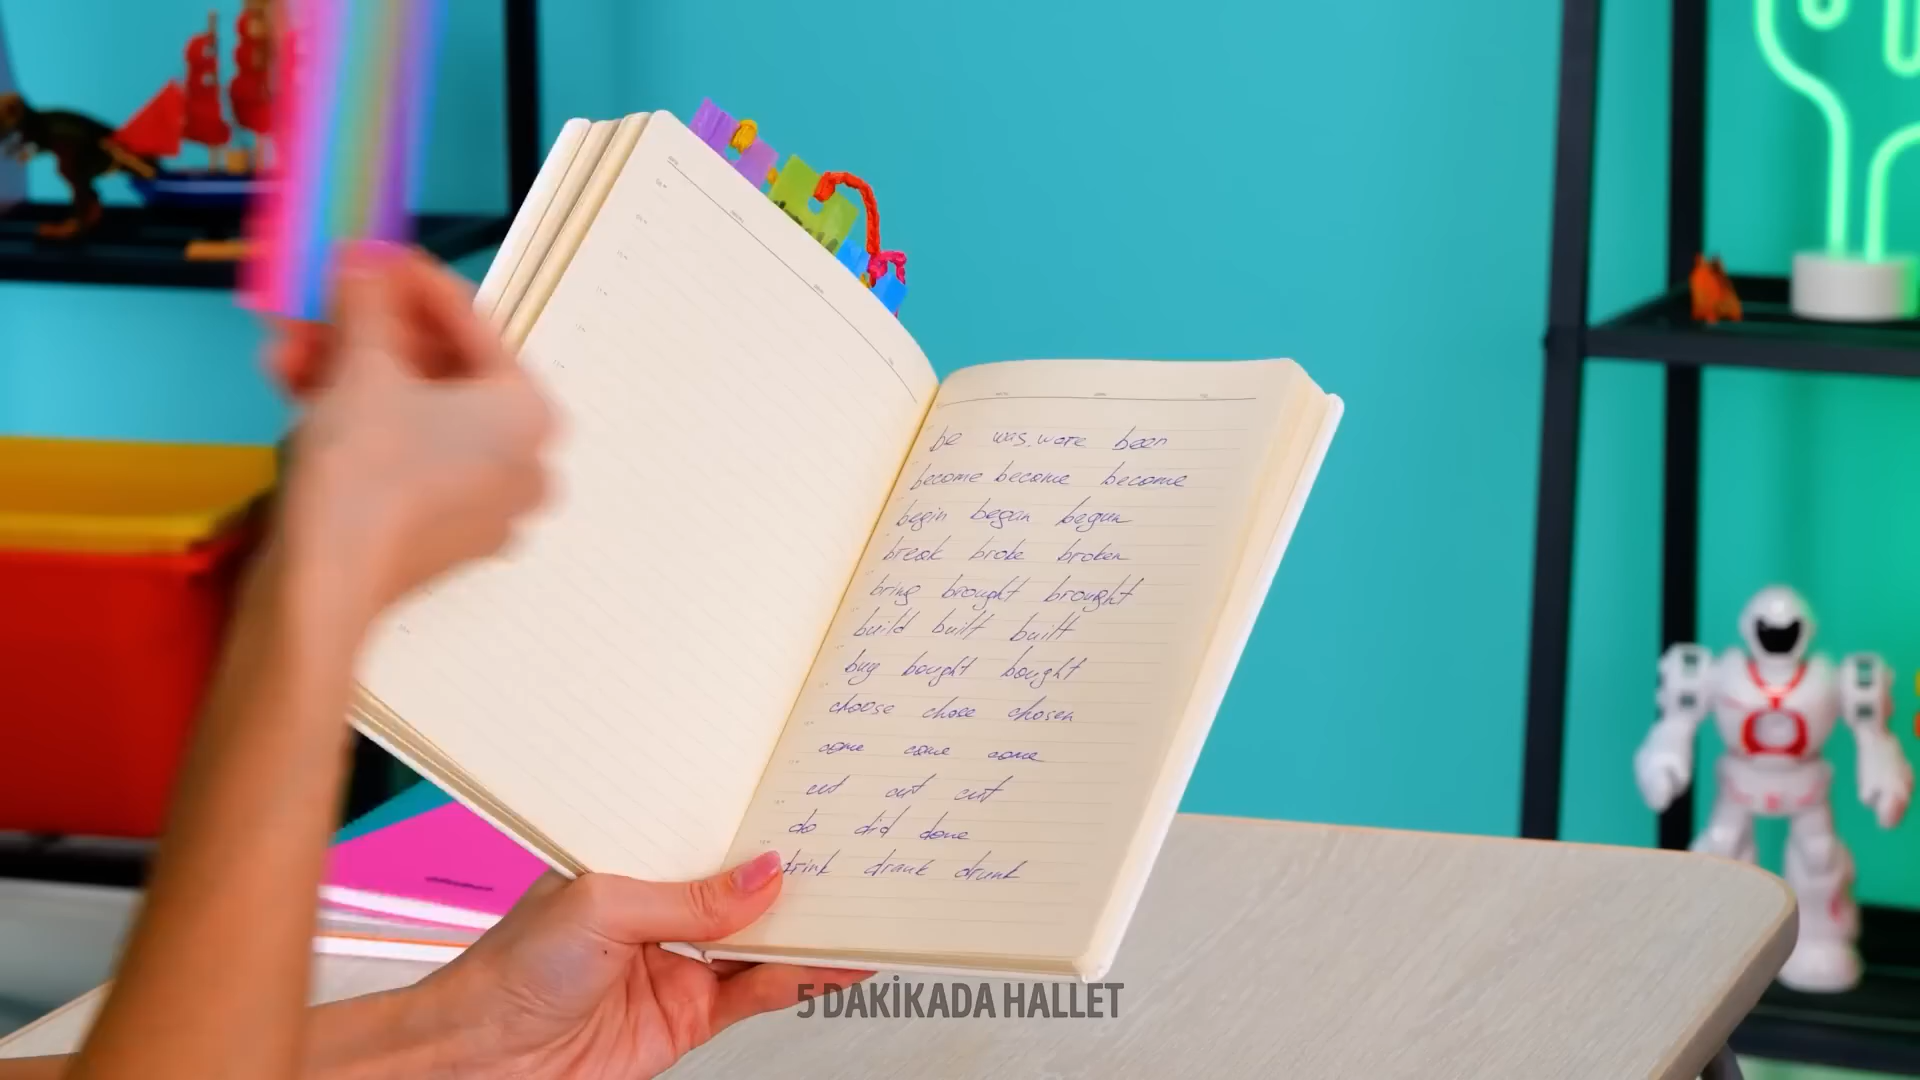 be was. were been
become became become
begin began begun
break broke broken
bring brought brought
build built built
buy bought bought
choose chose chosen
come came come
cut cut cut
do did done
drink drank drunk
5 DAKİKADA HALLET